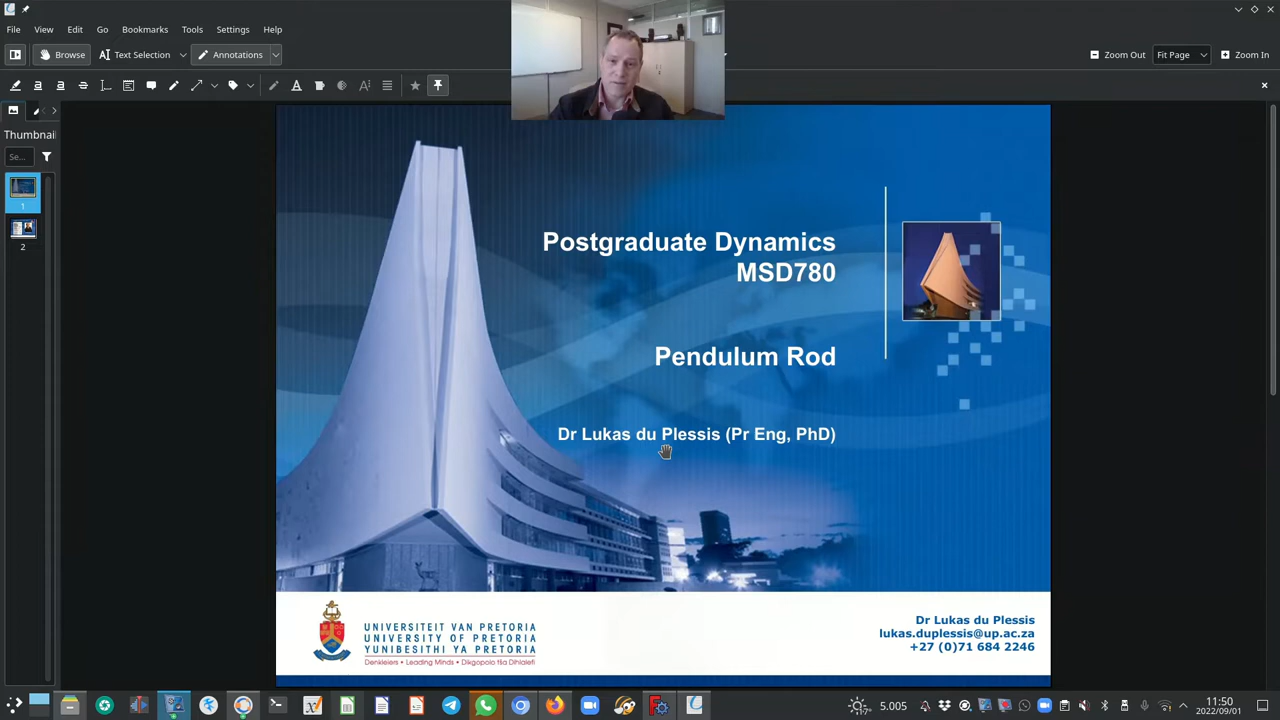 File View Edit Go Bookmarks Tools Settings Help
Browse Text Selection Annotations Zoom Out Fit Page Zoom In
Thumbnai
Se...
1
2
Postgraduate Dynamics
MSD780
Pendulum Rod
Dr Lukas du Plessis (Pr Eng, PhD)
UNIVERSITEIT VAN PRETORIA
UNIVERSITY OF PRETORIA
YUNIBESITHI YA PRETORIA
Denkleiers • Leading Minds • Dikgopolo tša Dihlalefi
Dr Lukas du Plessis
lukas.duplessis@up.ac.za
+27 (0)71 684 2246
7° 5.005 11:50
2022/09/01